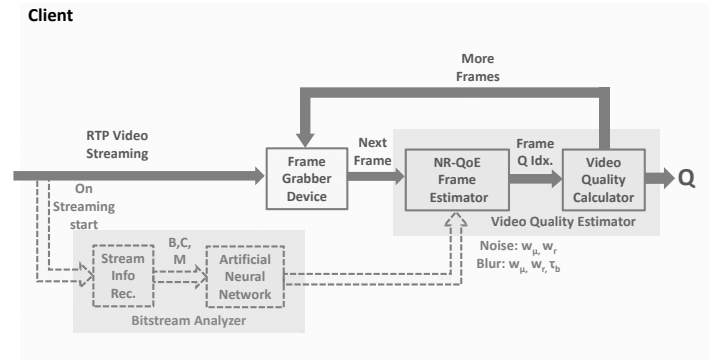 Client
More
Frames
RTP Video
Streaming
Next
Frame
Frame
Q Idx.
Frame
Grabber
Device
NR-QoE
Frame
Estimator
Video
Quality
Calculator
Q
On
Streaming
start
Video Quality Estimator
B,C,
M
Noise: wμ, wr
Blur: wμ, wr, τb
Stream
Info
Rec.
Artificial
Neural
Network
Bitstream Analyzer